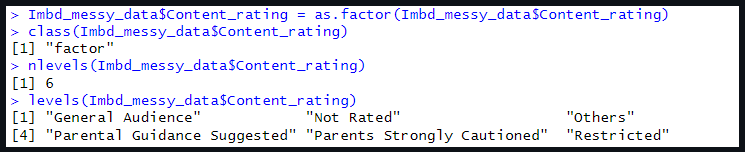 > Imbd_messy_data$Content_rating = as.factor(Imbd_messy_data$Content_rating)
> class(Imbd_messy_data$Content_rating)
[1] "factor"
> nlevels(Imbd_messy_data$Content_rating)
[1] 6
> levels(Imbd_messy_data$Content_rating)
[1] "General Audience"            "Not Rated"                   "Others"
[4] "Parental Guidance Suggested" "Parents Strongly Cautioned"  "Restricted"